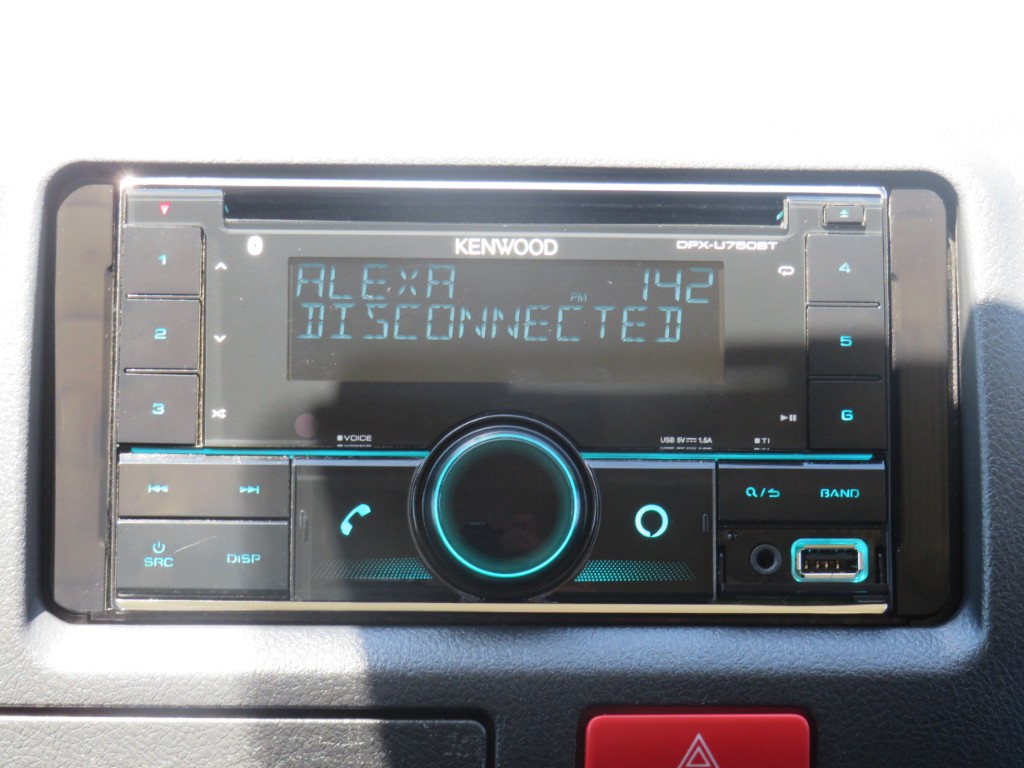 KENWOOD
DPX-U750BT
ALEXA 142
PM
DISCONNECTED
1
2
3
4
5
6
VOICE
USB 5V 1.5A
SRC
DISP
BAND